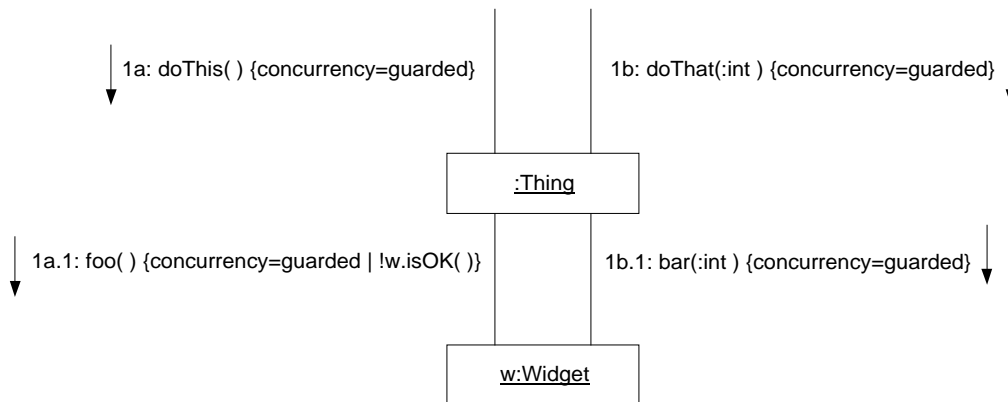 1a: doThis( ) {concurrency=guarded}
1b: doThat(:int ) {concurrency=guarded}
:Thing
1a.1: foo( ) {concurrency=guarded | !w.isOK( )}
1b.1: bar(:int ) {concurrency=guarded}
w:Widget